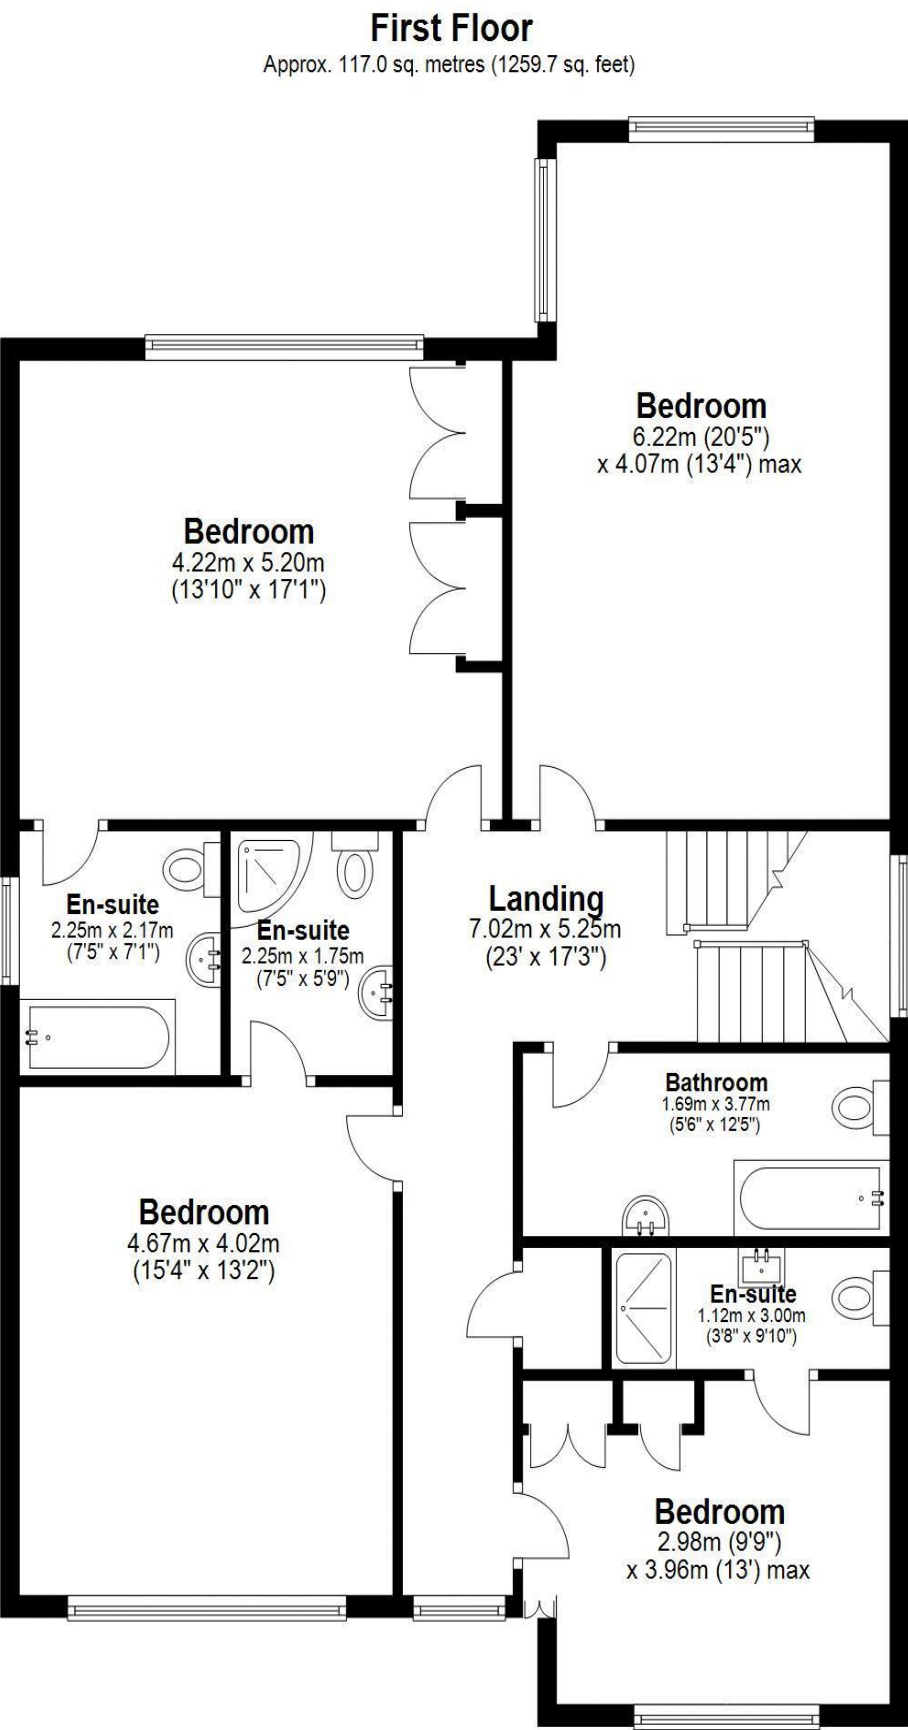 First Floor
Approx. 117.0 sq. metres (1259.7 sq. feet)
Bedroom
6.22m (20'5")
x 4.07m (13'4") max
Bedroom
4.22m x 5.20m
(13'10" x 17'1")
En-suite
2.25m x 2.17m
(7'5" x 7'1")
En-suite
2.25m x 1.75m
(7'5" x 5'9")
Landing
7.02m x 5.25m
(23' x 17'3")
Bathroom
1.69m x 3.77m
(5'6" x 12'5")
Bedroom
4.67m x 4.02m
(15'4" x 13'2")
En-suite
1.12m x 3.00m
(3'8" x 9'10")
Bedroom
2.98m (9'9")
x 3.96m (13') max